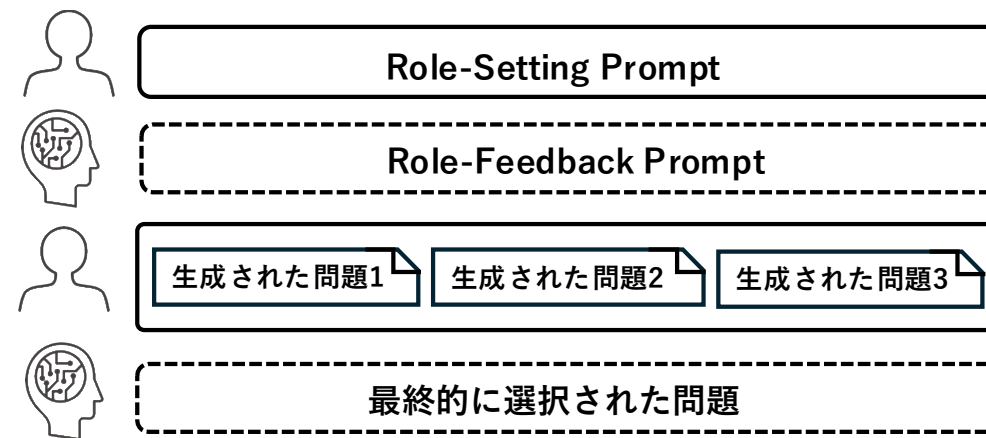 Role-Setting Prompt
Role-Feedback Prompt
生成された問題1 生成された問題2 生成された問題3
最終的に選択された問題